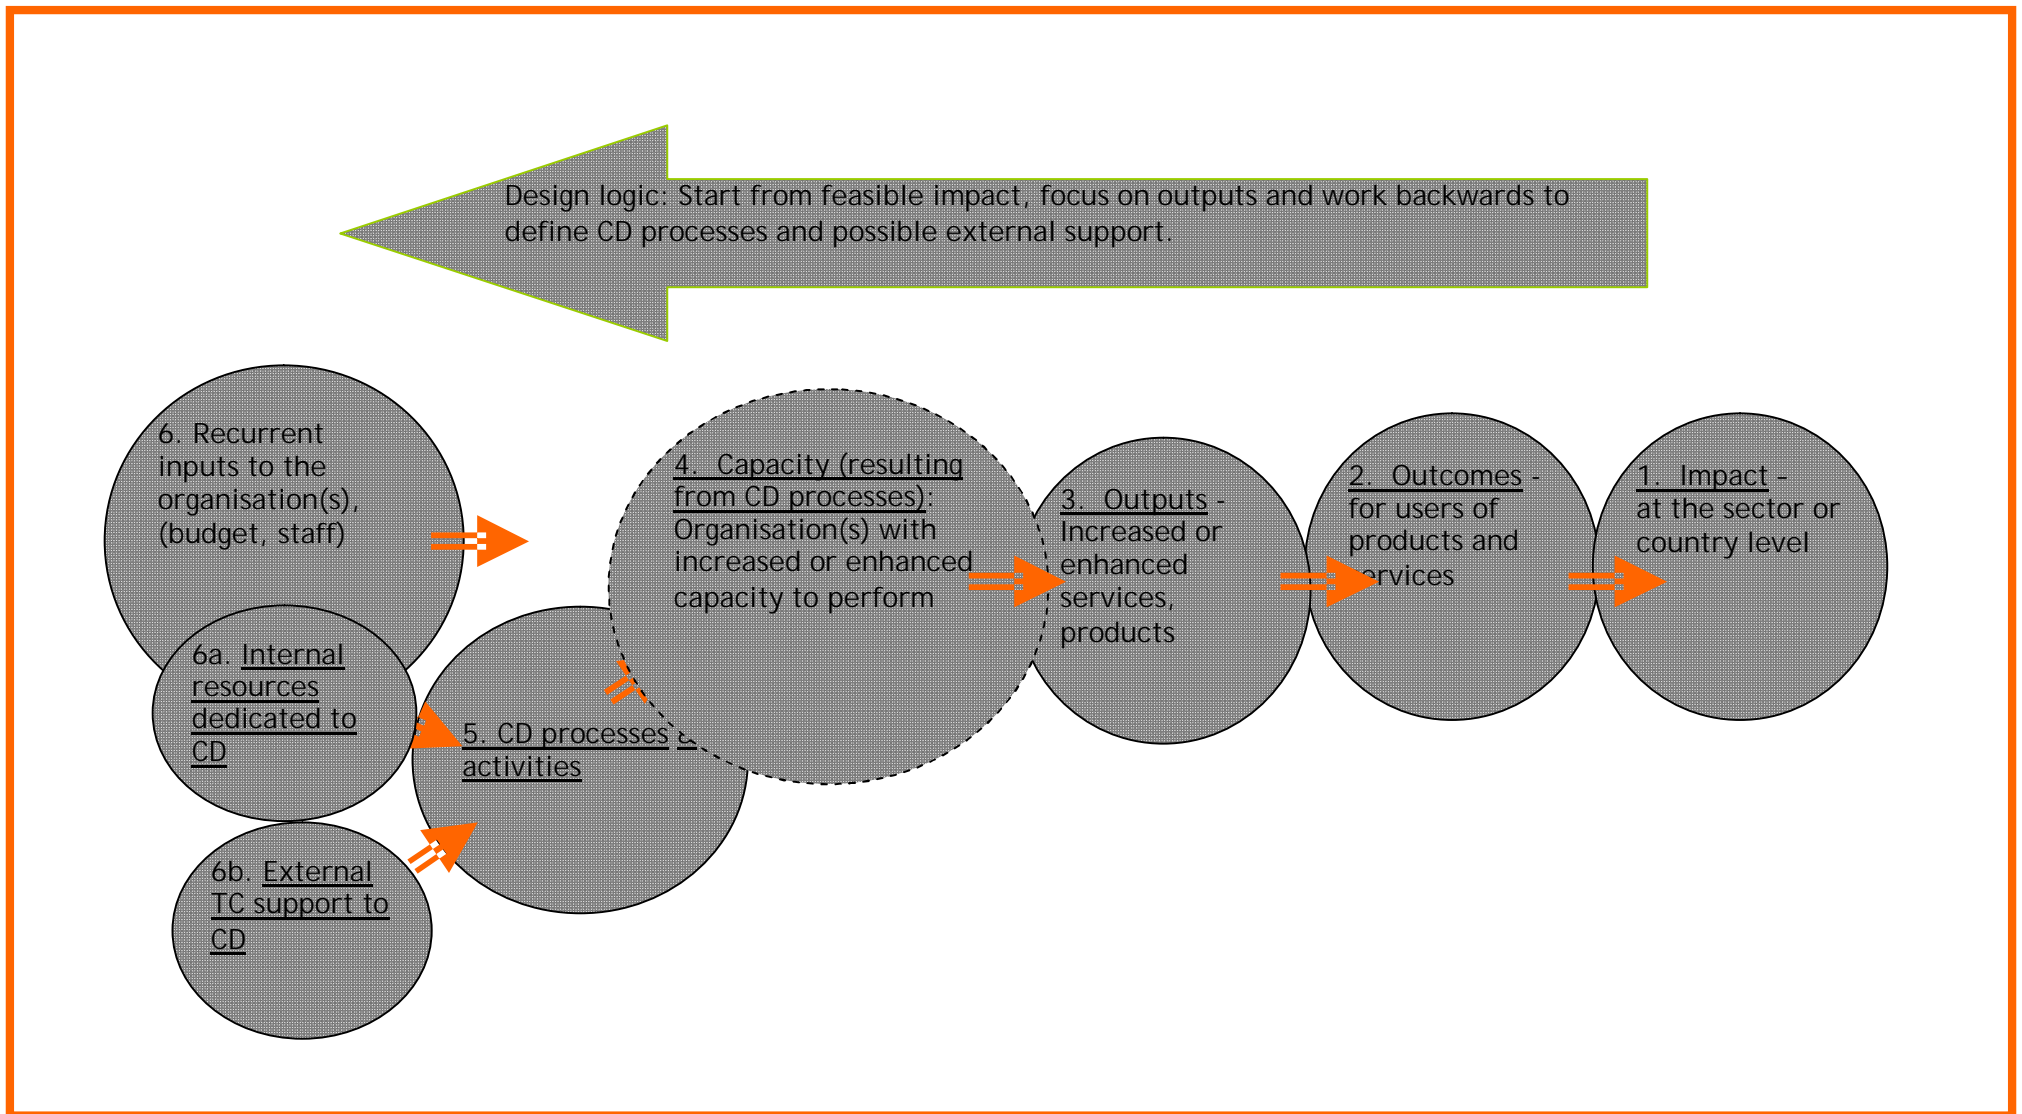 Design logic: Start from feasible impact, focus on outputs and work backwards to
define CD processes and possible external support.
6. Recurrent
inputs to the
organisation(s),
(budget, staff)
4. Capacity (resulting
from CD processes):
Organisation(s) with
increased or enhanced
capacity to perform
3. Outputs -
Increased or
enhanced
services,
products
2. Outcomes -
for users of
products and
services
1. Impact –
at the sector or
country level
6a. Internal
resources
dedicated to
CD
5. CD processes
activities
6b. External
TC support to
CD